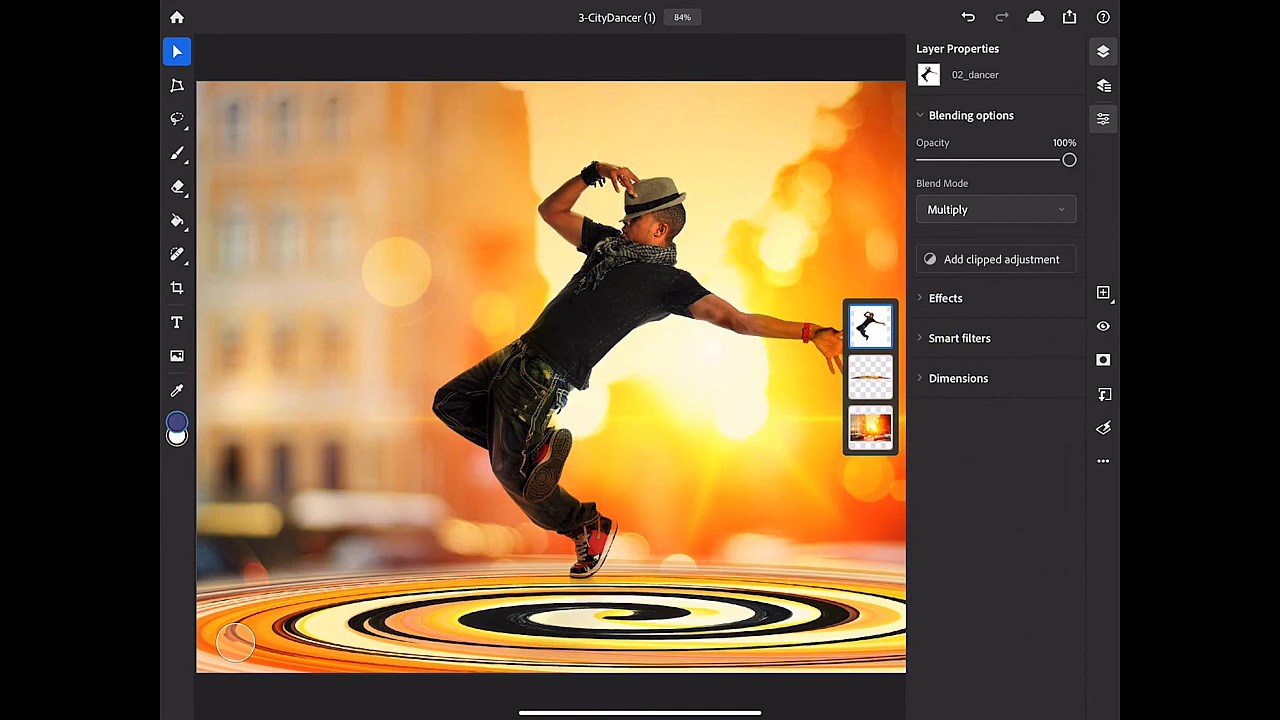 3-CityDancer (1) 84%
Layer Properties
02_dancer
Blending options
Opacity 100%
Blend Mode
Multiply
Add clipped adjustment
Effects
Smart filters
Dimensions